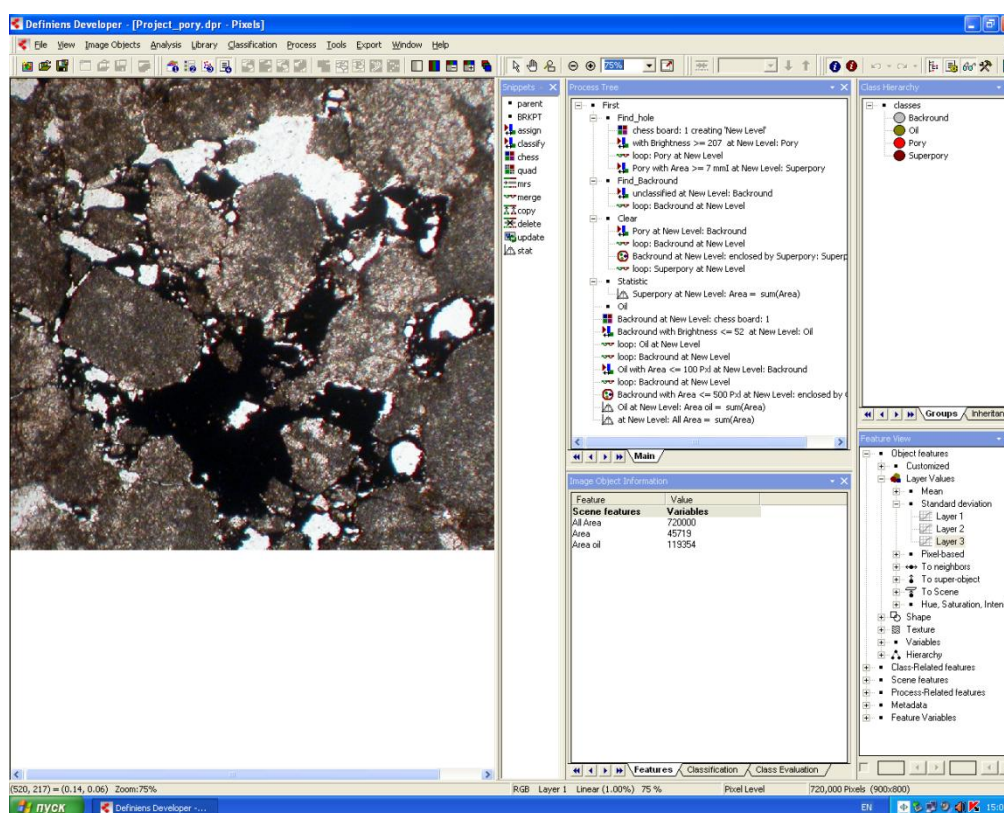 Definiens Developer - [Project_pory.dpr - Pixels]
File View Image Objects Analysis Library Classification Process Tools Export Window Help
75%
Snippets
parent
BRKPT
assign
classify
chess
quad
mrs
merge
copy
delete
update
stat
Process Tree
First
Find_hole
chess board: 1 creating 'New Level'
with Brightness >= 207 at New Level: Pory
loop: Pory at New Level
Pory with Area >= 7 mmI at New Level: Superpory
Find_Backround
unclassified at New Level: Backround
loop: Backround at New Level
Clear
Pory at New Level: Backround
loop: Backround at New Level
Backround at New Level: enclosed by Superpory: Superp
loop: Superpory at New Level
Statistic
Superpory at New Level: Area = sum(Area)
Oil
Backround at New Level: chess board: 1
Backround with Brightness <= 52 at New Level: Oil
loop: Oil at New Level
loop: Backround at New Level
Oil with Area <= 100 Pxl at New Level: Backround
loop: Backround at New Level
Backround with Area <= 500 Pxl at New Level: enclosed by
Oil at New Level: Area oil = sum(Area)
at New Level: All Area = sum(Area)
Main
Image Object Information
Feature Value
Scene features Variables
All Area 720000
Area 45719
Area oil 119354
Features Classification Class Evaluation
Class Hierarchy
classes
Backround
Oil
Pory
Superpory
Groups Inheritan
Feature View
Object features
Customized
Layer Values
Mean
Standard deviation
Layer 1
Layer 2
Layer 3
Pixel-based
To neighbors
To super-object
To Scene
Hue, Saturation, Inten
Shape
Texture
Variables
Hierarchy
Class-Related features
Scene features
Process-Related features
Metadata
Feature Variables
(520, 217) = (0.14, 0.06) Zoom:75%
RGB Layer 1 Linear (1.00%) 75 % Pixel Level 720,000 Pixels (900x800)
пуск Definiens Developer -... EN 15:0